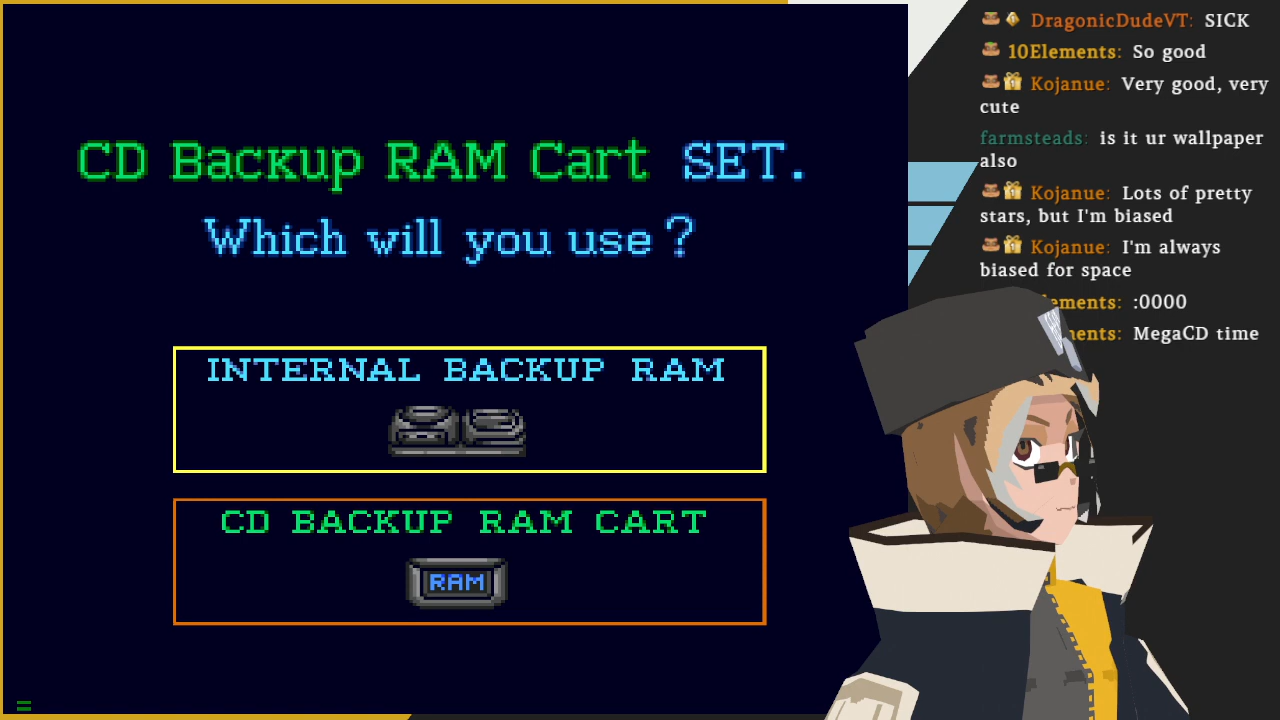 CD Backup RAM Cart SET.
Which will you use ?
INTERNAL BACKUP RAM
CD BACKUP RAM CART
RAM
DragonicDudeVT: SICK
10Elements: So good
Kojanue: Very good, very
cute
farmsteads: is it ur wallpaper
also
Kojanue: Lots of pretty
stars, but I'm biased
Kojanue: I'm always
biased for space
ements: :0000
ents: MegaCD time